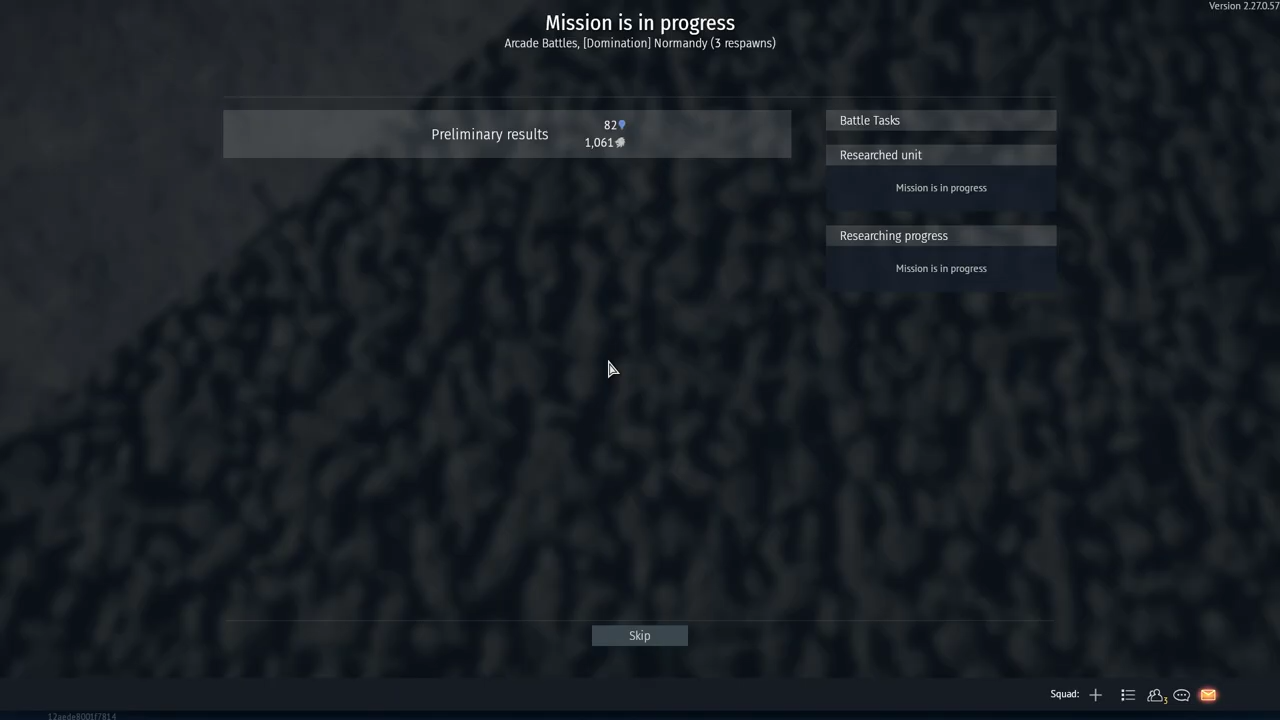 Version 2.27.0.57
Mission is in progress
Arcade Battles, [Domination] Normandy (3 respawns)
Preliminary results
82
1,061
Battle Tasks
Researched unit
Mission is in progress
Researching progress
Mission is in progress
Skip
Squad:
3
12aede8001f7814